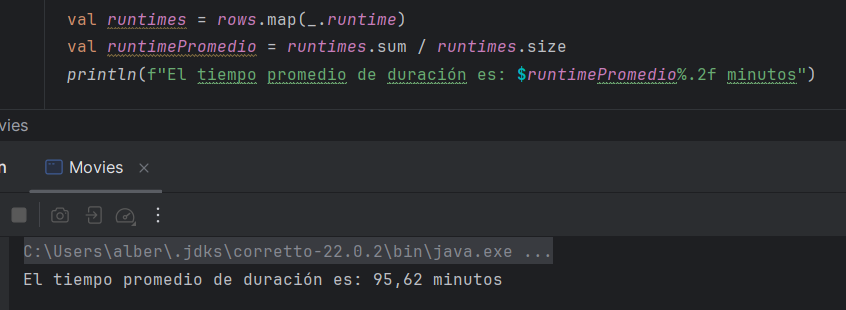 val runtimes = rows.map(_.runtime)
val runtimePromedio = runtimes.sum / runtimes.size
println(f"El tiempo promedio de duración es: $runtimePromedio%.2f minutos")
vies
n
Movies
C:\Users\alber\.jdks\corretto-22.0.2\bin\java.exe ...
El tiempo promedio de duración es: 95,62 minutos